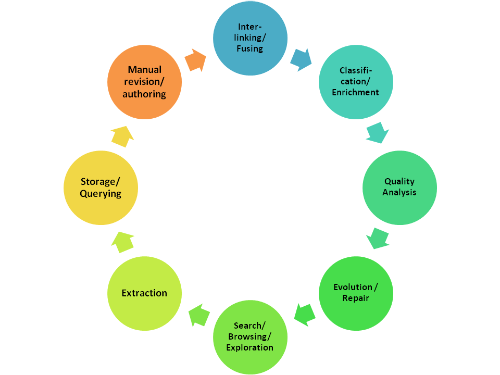 Inter-
linking/
Fusing
Classifi-
cation/
Enrichment
Quality
Analysis
Evolution/
Repair
Search/
Browsing/
Exploration
Extraction
Storage/
Querying
Manual
revision/
authoring